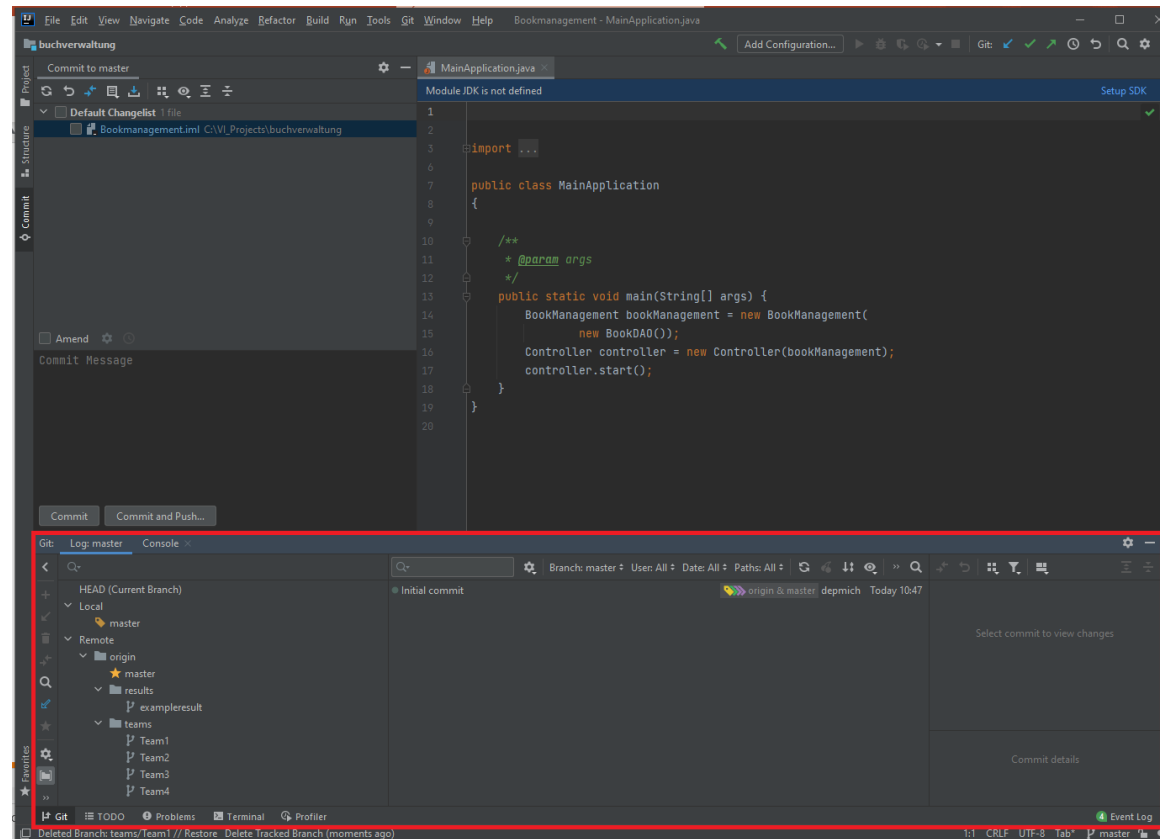 File Edit View Navigate Code Analyze Refactor Build Run Tools Git Window Help Bookmanagement - MainApplication.java
buchverwaltung Add Configuration... Git:
Project
Structure
Commit
Favorites
Commit to master
Default Changelist 1 file
Bookmanagement.iml C:\VI_Projects\buchverwaltung
Amend
Commit Message
Commit Commit and Push...
MainApplication.java
Module JDK is not defined Setup SDK
1
2
3 import ...
6
7 public class MainApplication
8 {
9
10 /**
11 * @param args
12 */
13 public static void main(String[] args) {
14 BookManagement bookManagement = new BookManagement(
15 new BookDAO());
16 Controller controller = new Controller(bookManagement);
17 controller.start();
18 }
19 }
20
Git: Log: master Console
HEAD (Current Branch)
Local
master
Remote
origin
master
results
exampleresult
teams
Team1
Team2
Team3
Team4
Branch: master User: All Date: All Paths: All
Initial commit origin & master depmich Today 10:47
Select commit to view changes
Commit details
Git TODO Problems Terminal Profiler 4 Event Log
Deleted Branch: teams/Team1 // Restore Delete Tracked Branch (moments ago) 1:1 CRLF UTF-8 Tab* master